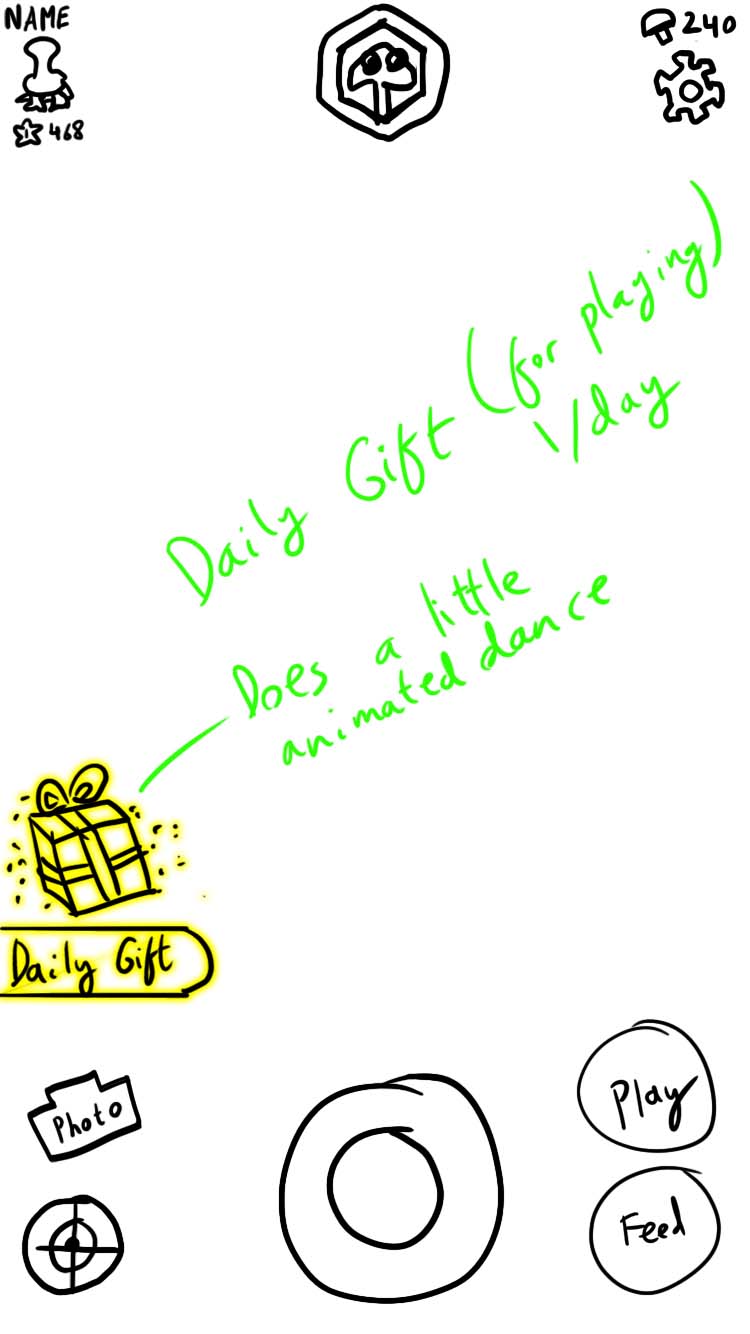 NAME
240
468
Daily Gift (for playing)
1/day
Does a little
animated dance
Daily Gift
Photo
Play
Feed